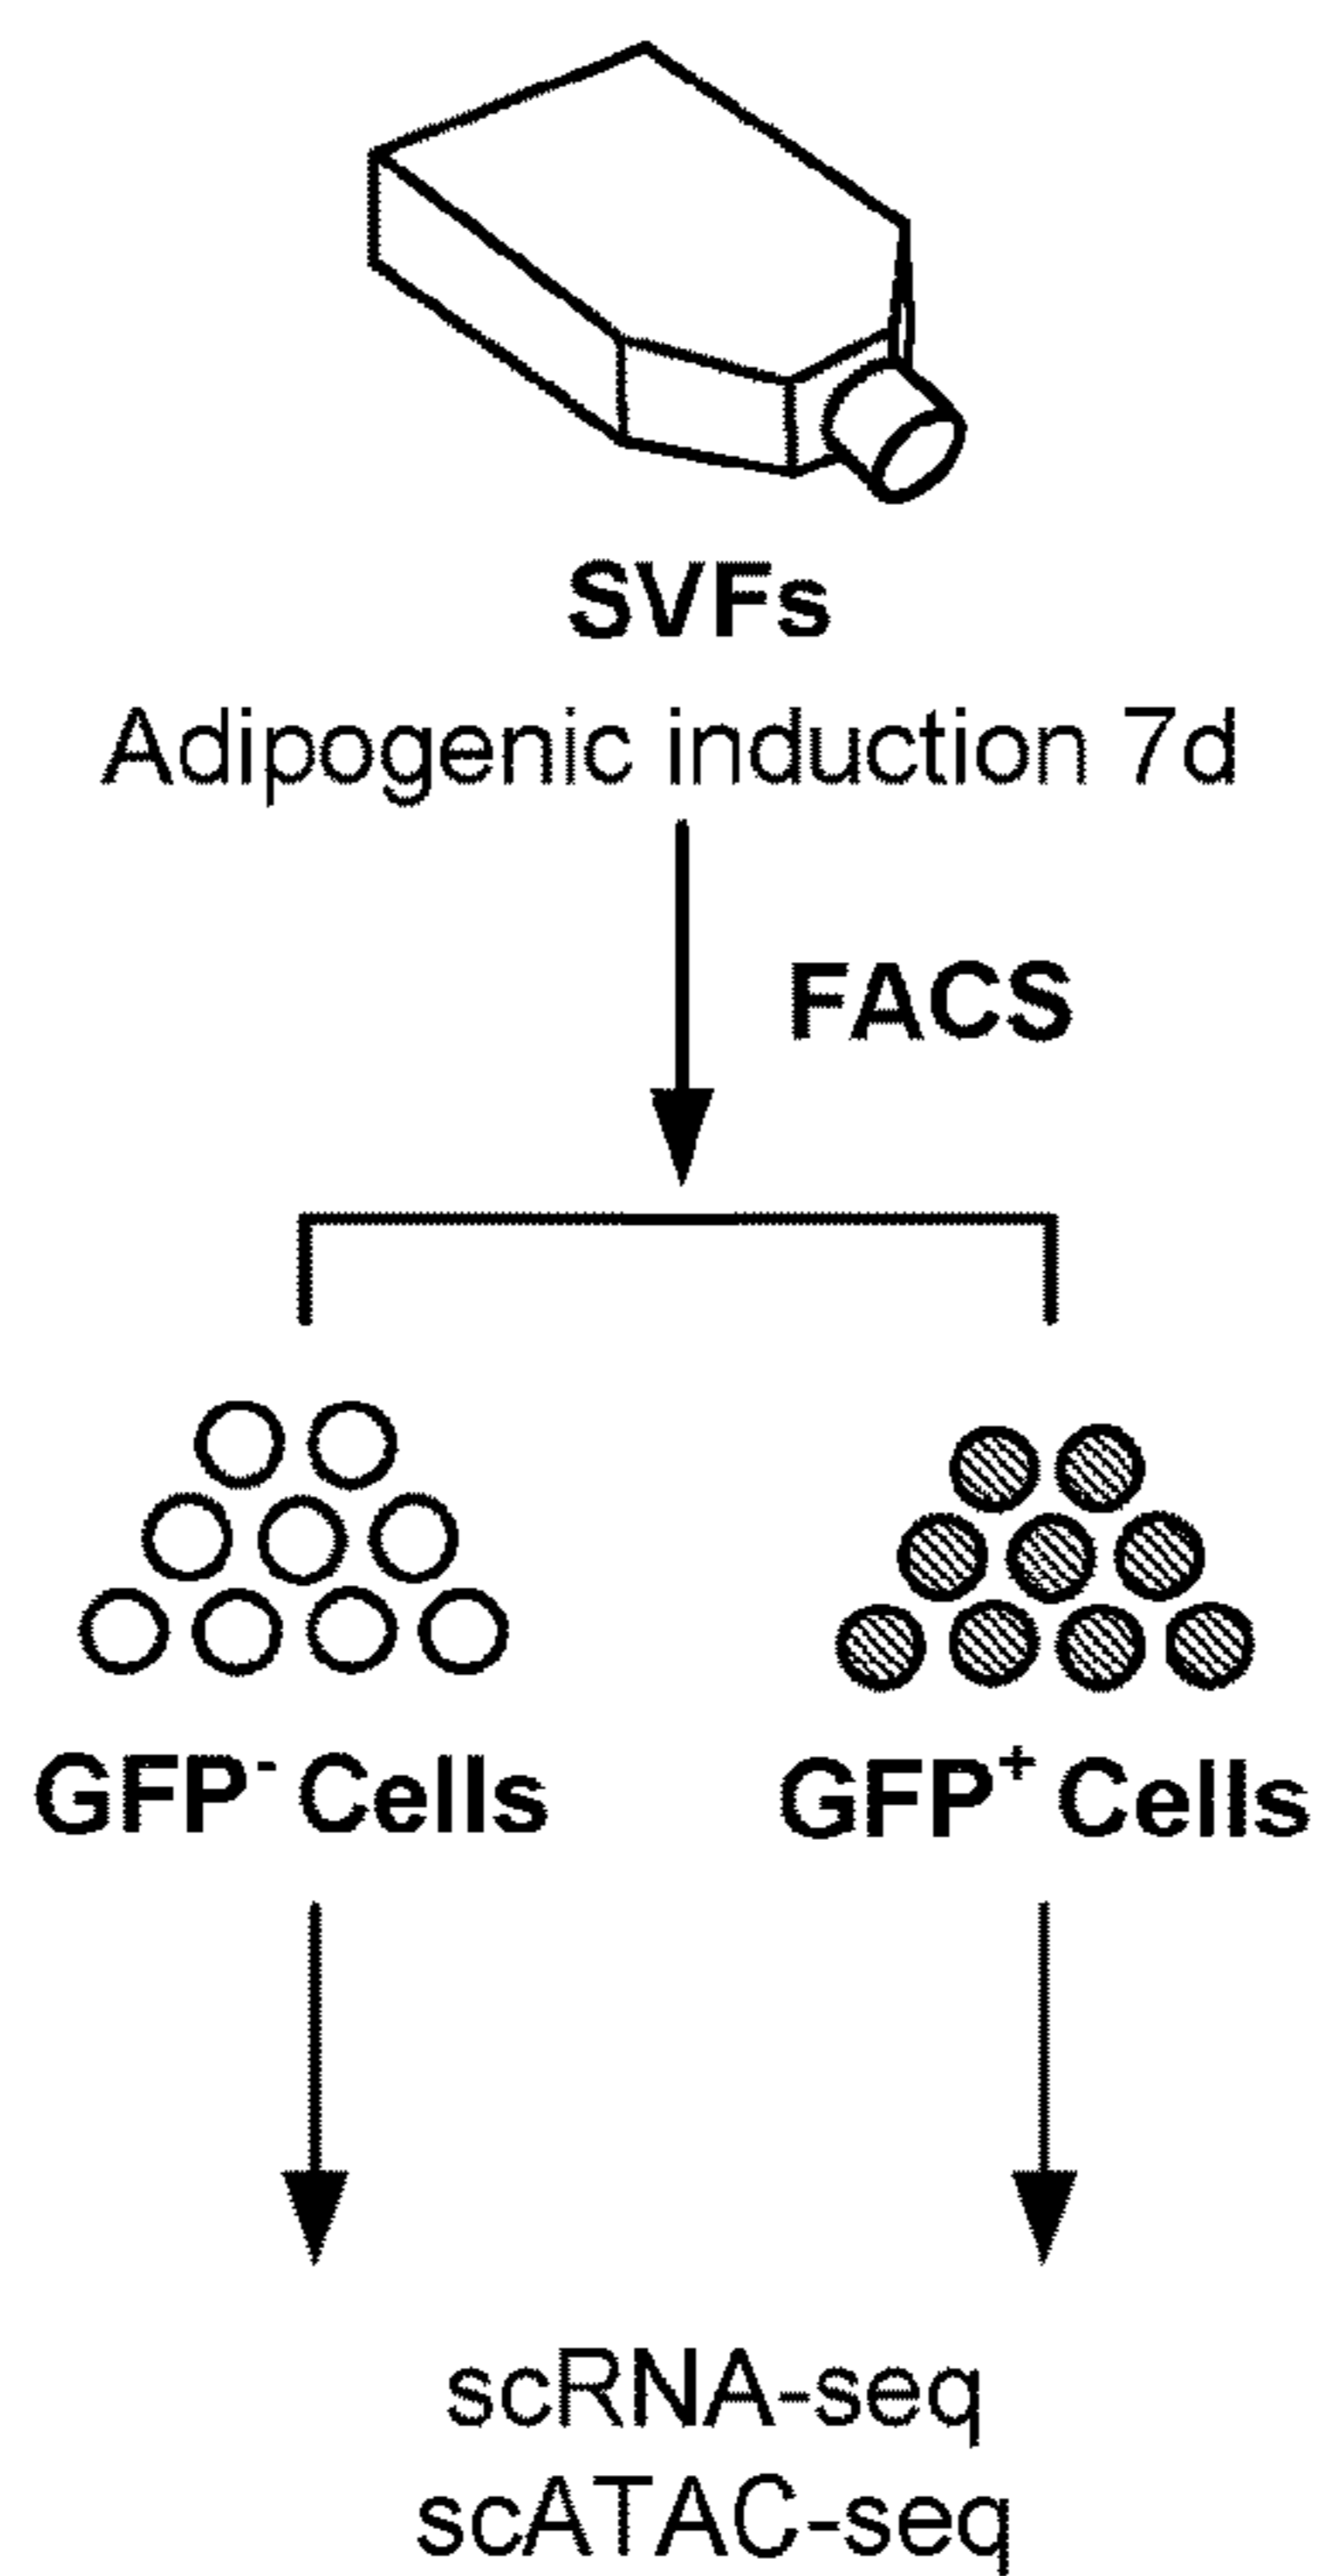 SVFs
Adipogenic induction 7d
FACS
GFP⁻ Cells
GFP⁺ Cells
scRNA-seq
scATAC-seq